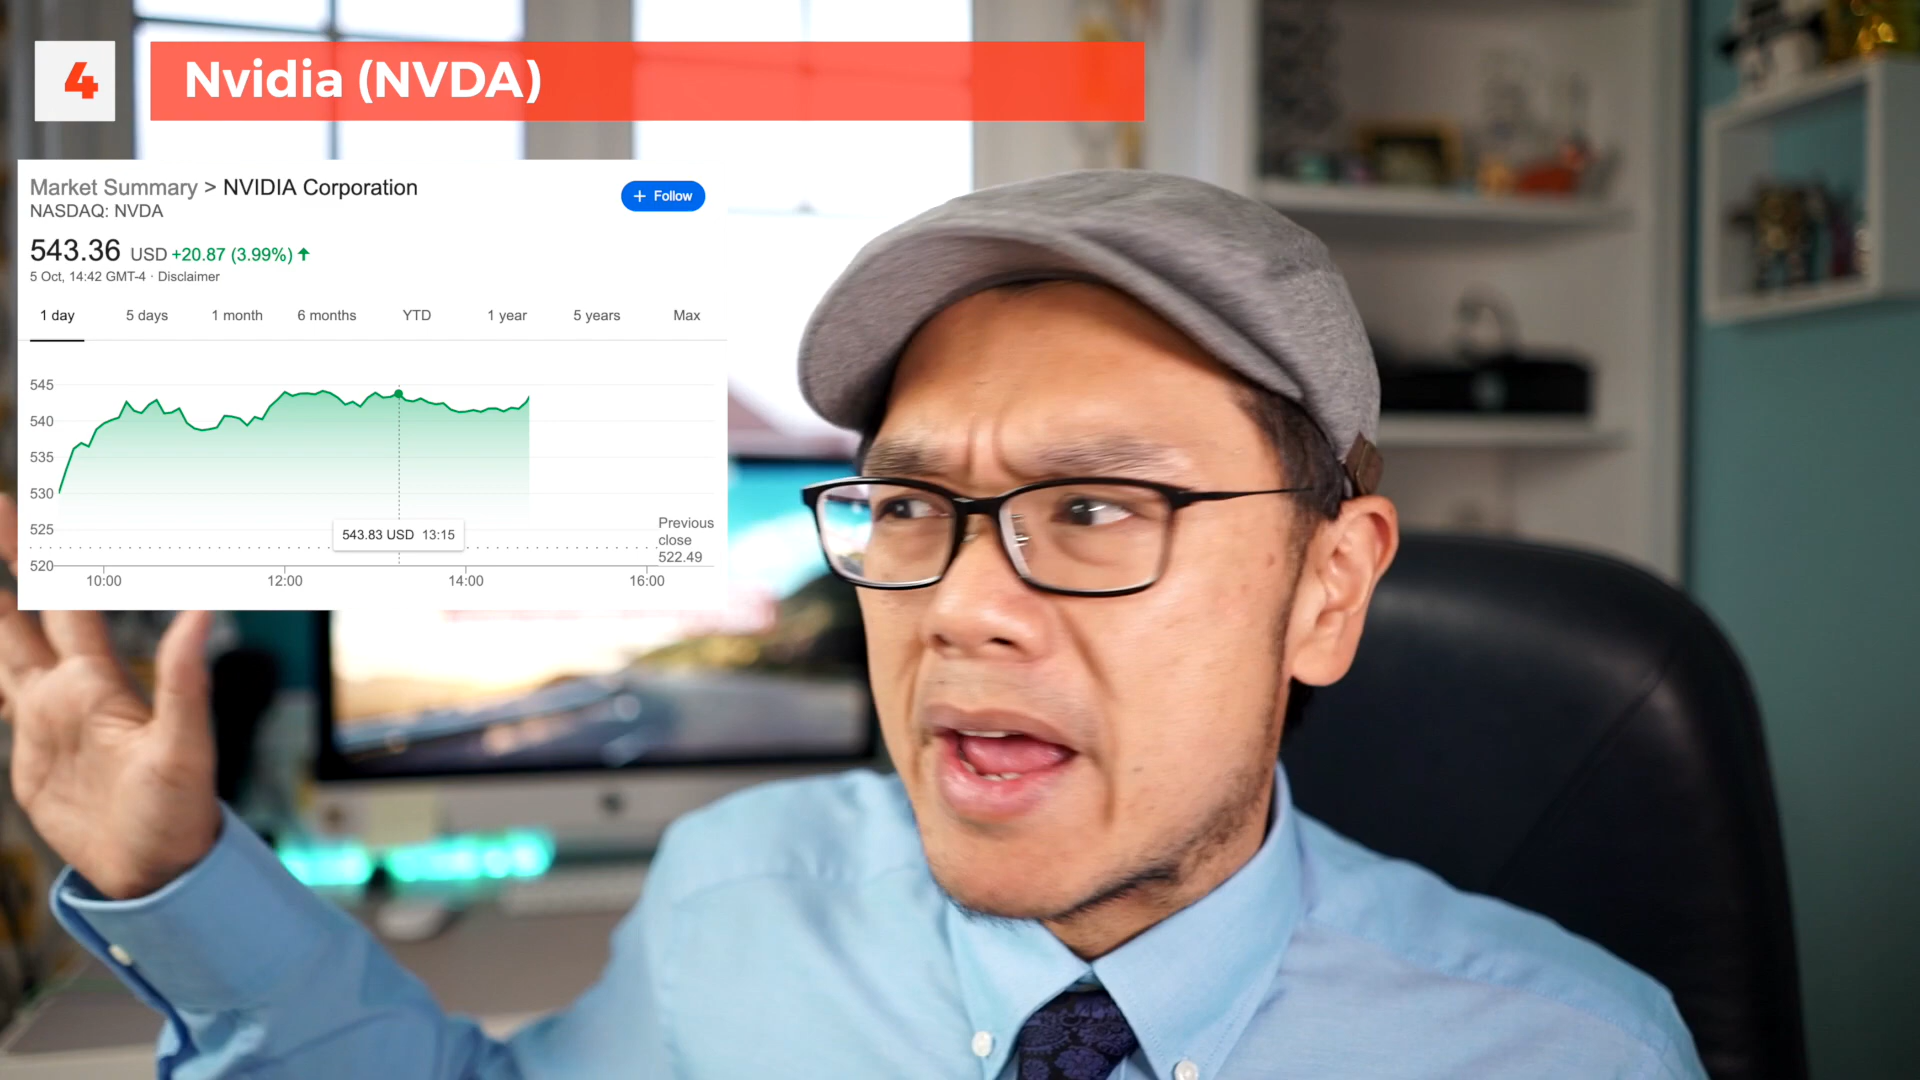 4
Nvidia (NVDA)
Market Summary > NVIDIA Corporation
NASDAQ: NVDA
+ Follow
543.36 USD +20.87 (3.99%) ↑
5 Oct, 14:42 GMT-4 · Disclaimer
1 day 5 days 1 month 6 months YTD 1 year 5 years Max
545
540
535
530
525
520
543.83 USD 13:15
Previous
close
522.49
10:00 12:00 14:00 16:00